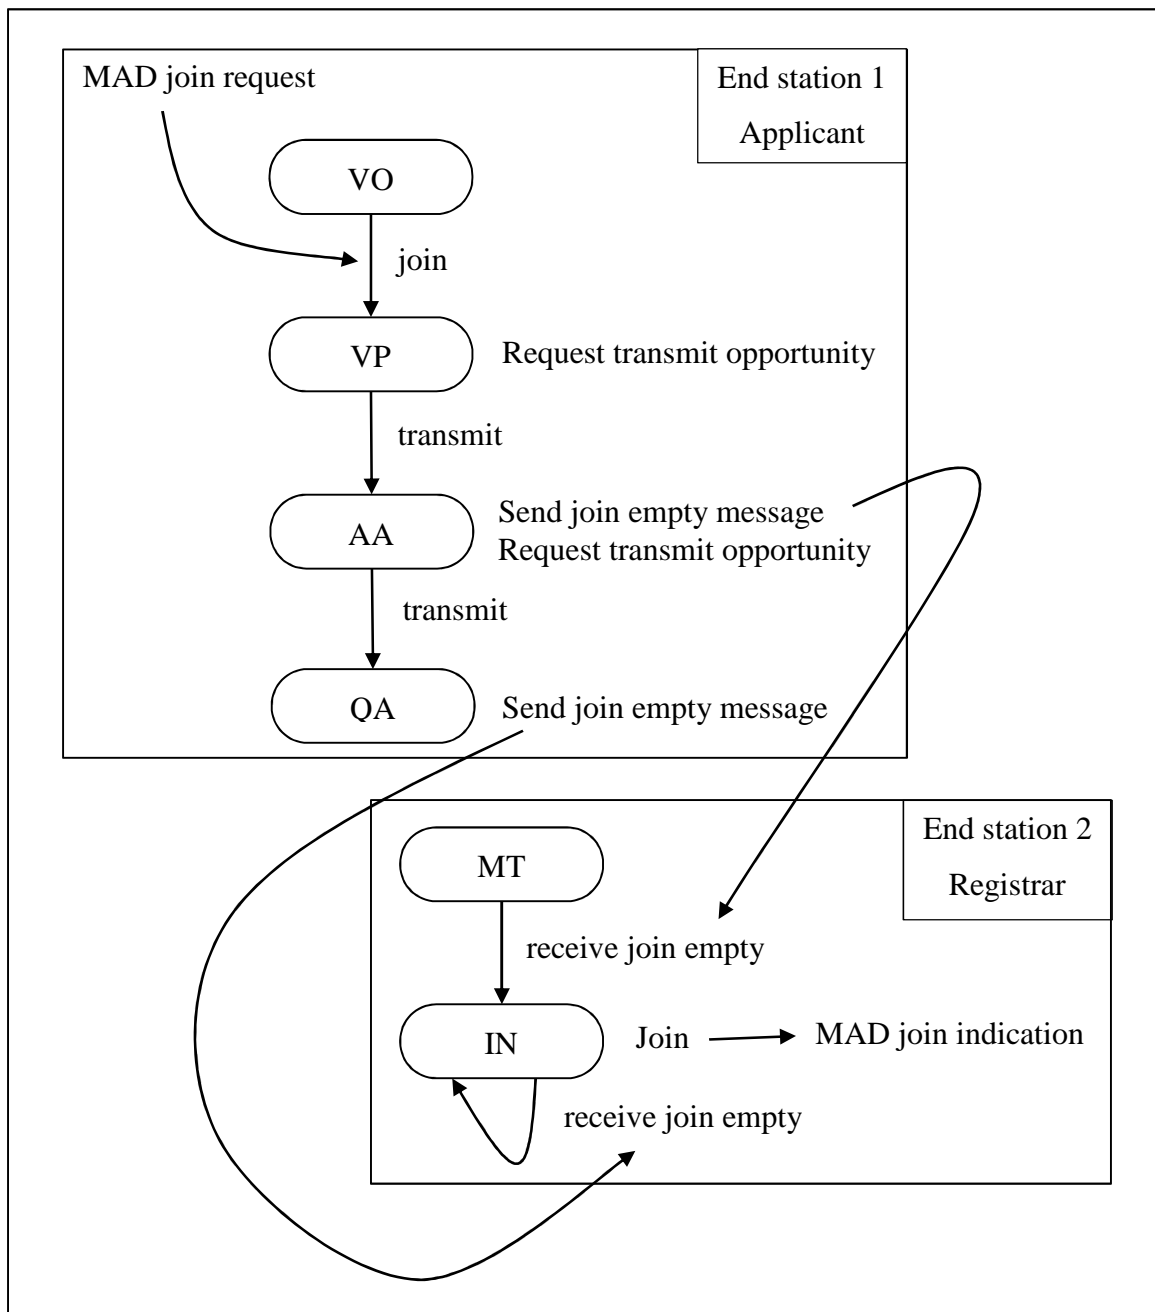 MAD join request
End station 1
Applicant
VO
join
VP
Request transmit opportunity
transmit
AA
Send join empty message
Request transmit opportunity
transmit
QA
Send join empty message
End station 2
Registrar
MT
receive join empty
IN
Join
MAD join indication
receive join empty